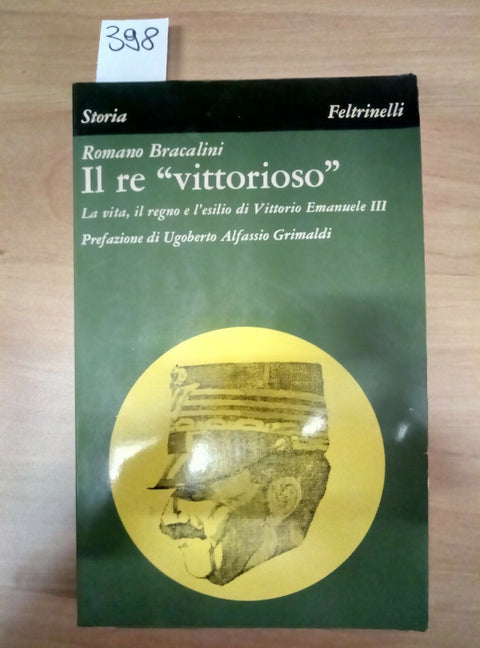 398
Storia Feltrinelli
Romano Bracalini
Il re “vittorioso”
La vita, il regno e l'esilio di Vittorio Emanuele III
Prefazione di Ugoberto Alfassio Grimaldi